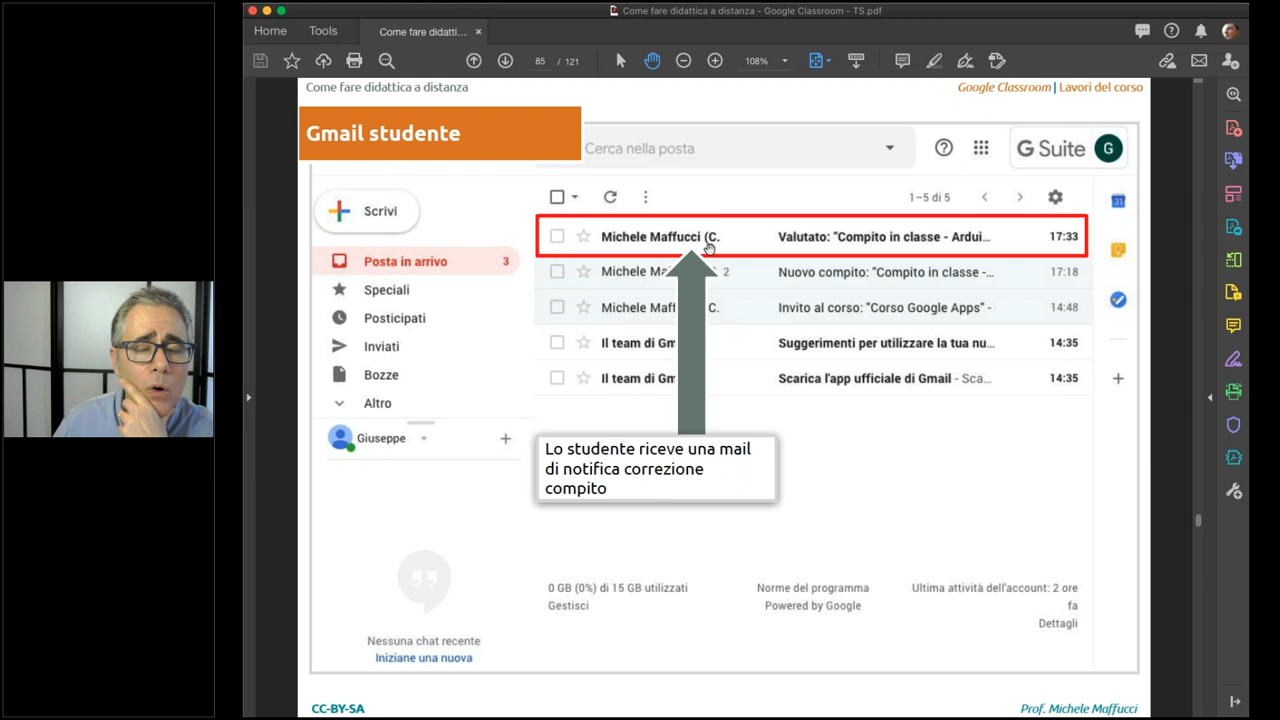 Come fare didattica a distanza - Google Classroom - TS.pdf
Home Tools Come fare didatti... ×
85 / 121 108%
Come fare didattica a distanza Google Classroom | Lavori del corso
Gmail studente
Cerca nella posta G Suite G
Scrivi 1–5 di 5
Posta in arrivo 3
Speciali
Posticipati
Inviati
Bozze
Altro
Giuseppe
Michele Maffucci (C. Valutato: "Compito in classe - Ardui... 17:33
Michele 2 Nuovo compito: "Compito in classe -... 17:18
Michele C. Invito al corso: "Corso Google Apps" - 14:48
Il team di Gm Suggerimenti per utilizzare la tua nu... 14:35
Il team di Gm Scarica l'app ufficiale di Gmail - Sca... 14:35
31
Lo studente riceve una mail
di notifica correzione
compito
0 GB (0%) di 15 GB utilizzati
Gestisci
Norme del programma
Powered by Google
Ultima attività dell'account: 2 ore
fa
Dettagli
Nessuna chat recente
Iniziane una nuova
CC-BY-SA Prof. Michele Maffucci